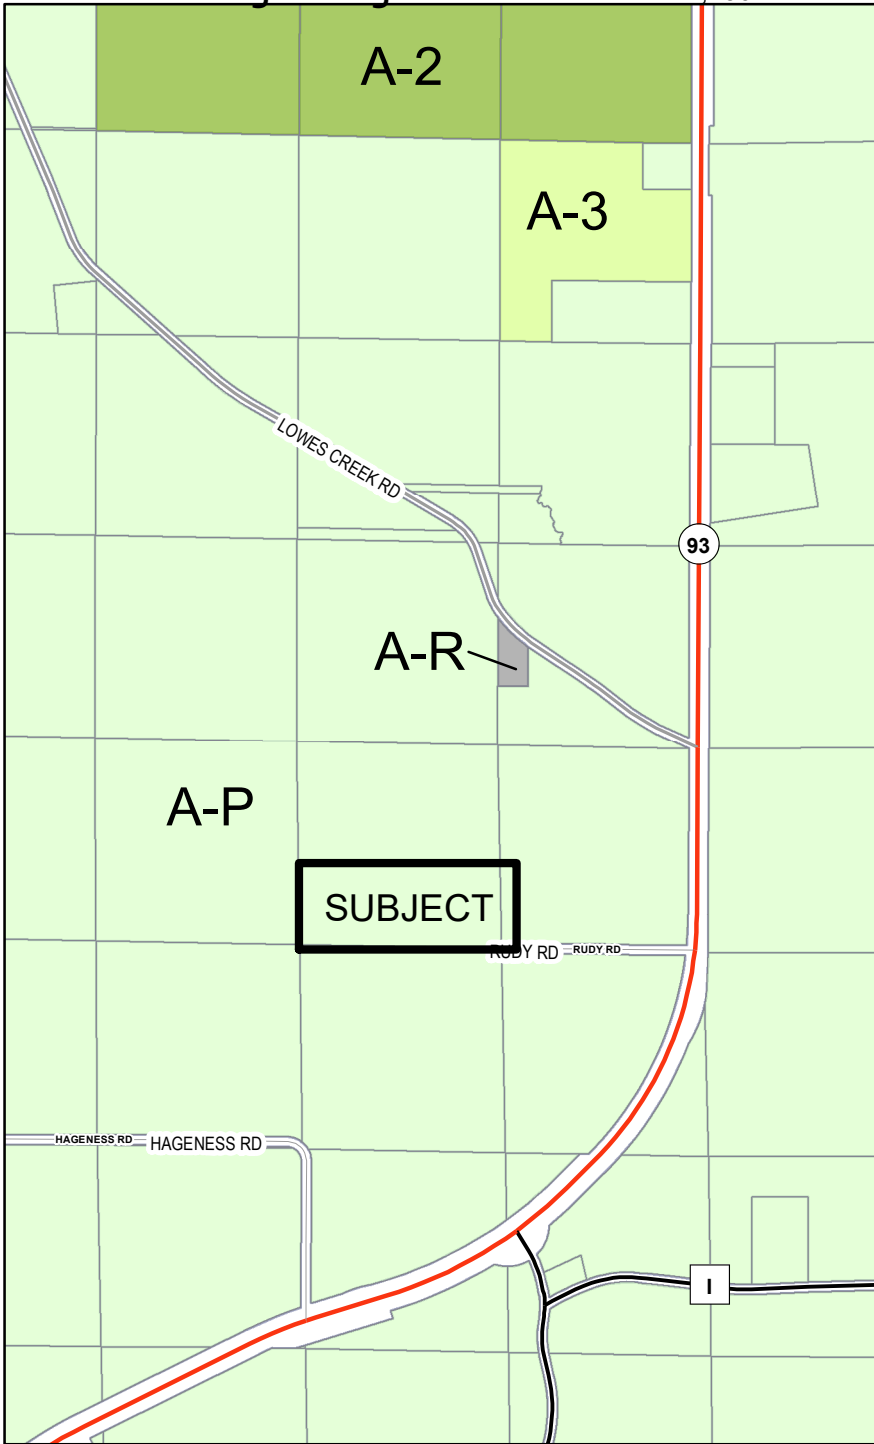 A-2
A-3
LOWES CREEK RD
93
A-R
A-P
SUBJECT
RUDY RD
RUDY RD
HAGENESS RD
HAGENESS RD
I